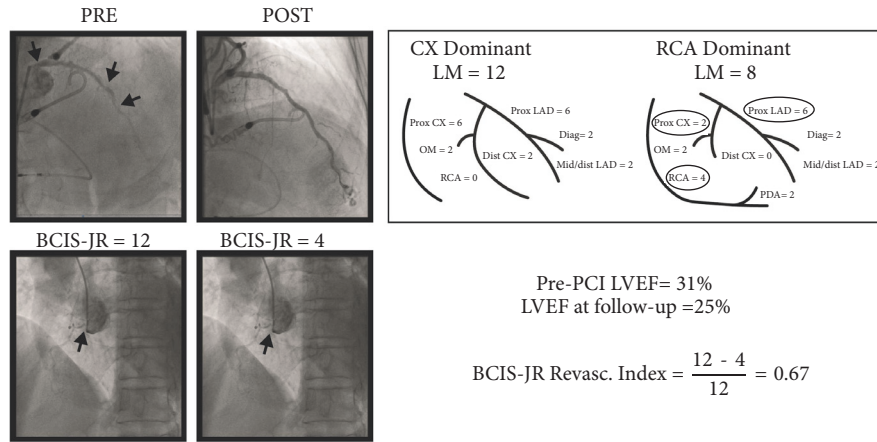 PRE
POST
BCIS-JR = 12
BCIS-JR = 4
CX Dominant
LM = 12
Prox LAD = 6
Prox CX = 6
Diag= 2
OM = 2
Dist CX = 2
Mid/dist LAD = 2
RCA = 0
RCA Dominant
LM = 8
Prox LAD = 6
Prox CX = 2
Diag= 2
OM = 2
Dist CX = 0
Mid/dist LAD = 2
RCA = 4
PDA= 2
Pre-PCI LVEF= 31%
LVEF at follow-up =25%
BCIS-JR Revasc. Index = 12 - 4 / 12 = 0.67